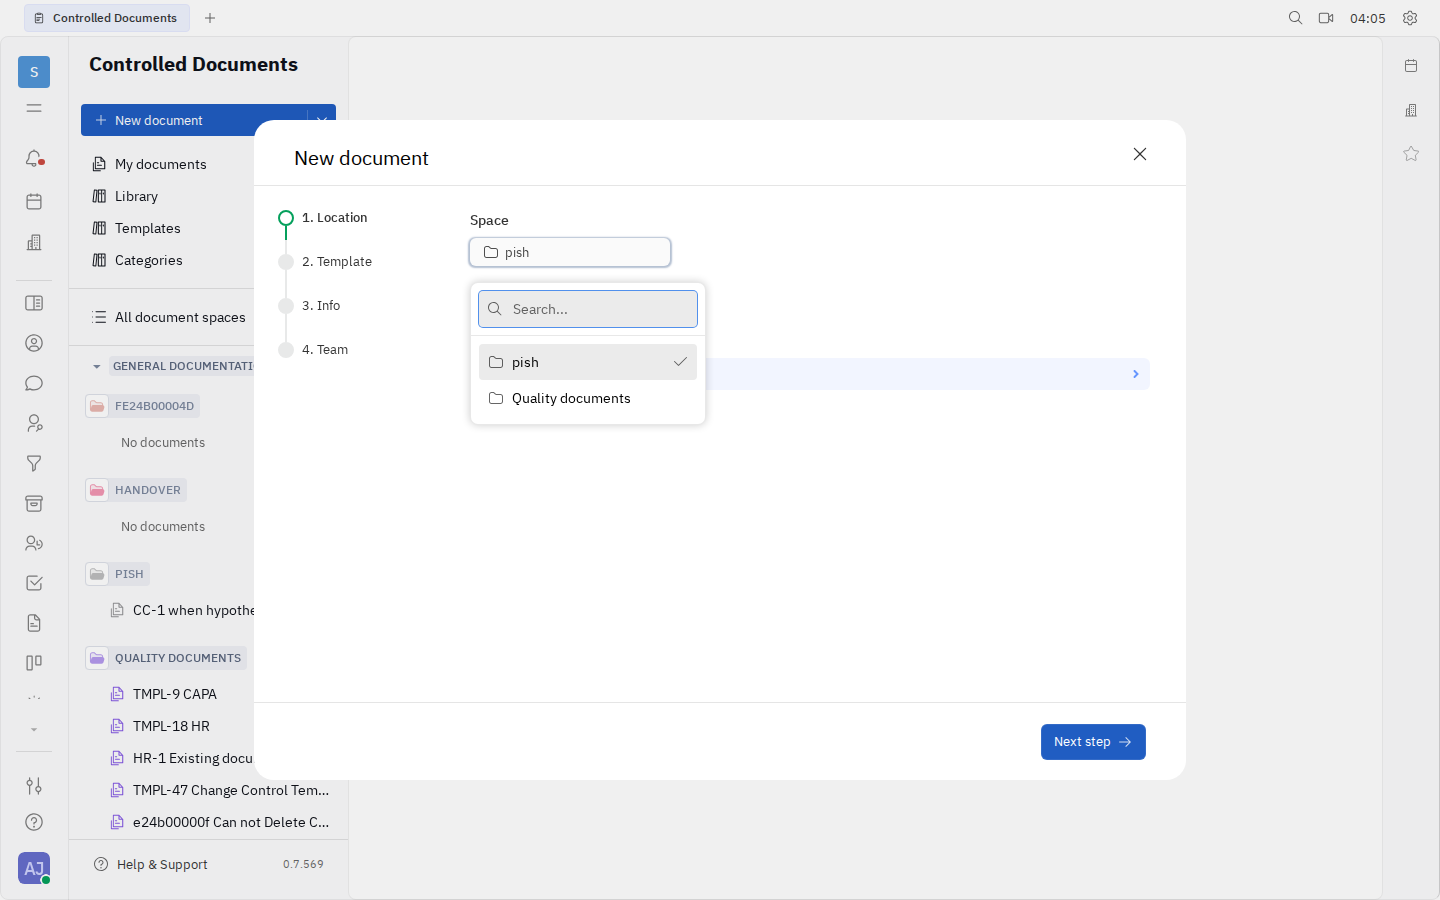 Controlled Documents
04:05
S
Controlled Documents
New document
My documents
Library
Templates
Categories
All document spaces
GENERAL DOCUMENTATI
FE24B00004D
No documents
HANDOVER
No documents
PISH
CC-1 when hypothe
QUALITY DOCUMENTS
TMPL-9 CAPA
TMPL-18 HR
HR-1 Existing docu
TMPL-47 Change Control Tem...
e24b00000f Can not Delete C...
Help & Support
0.7.569
AJ
New document
1. Location
2. Template
3. Info
4. Team
Space
pish
Search...
pish
Quality documents
Next step